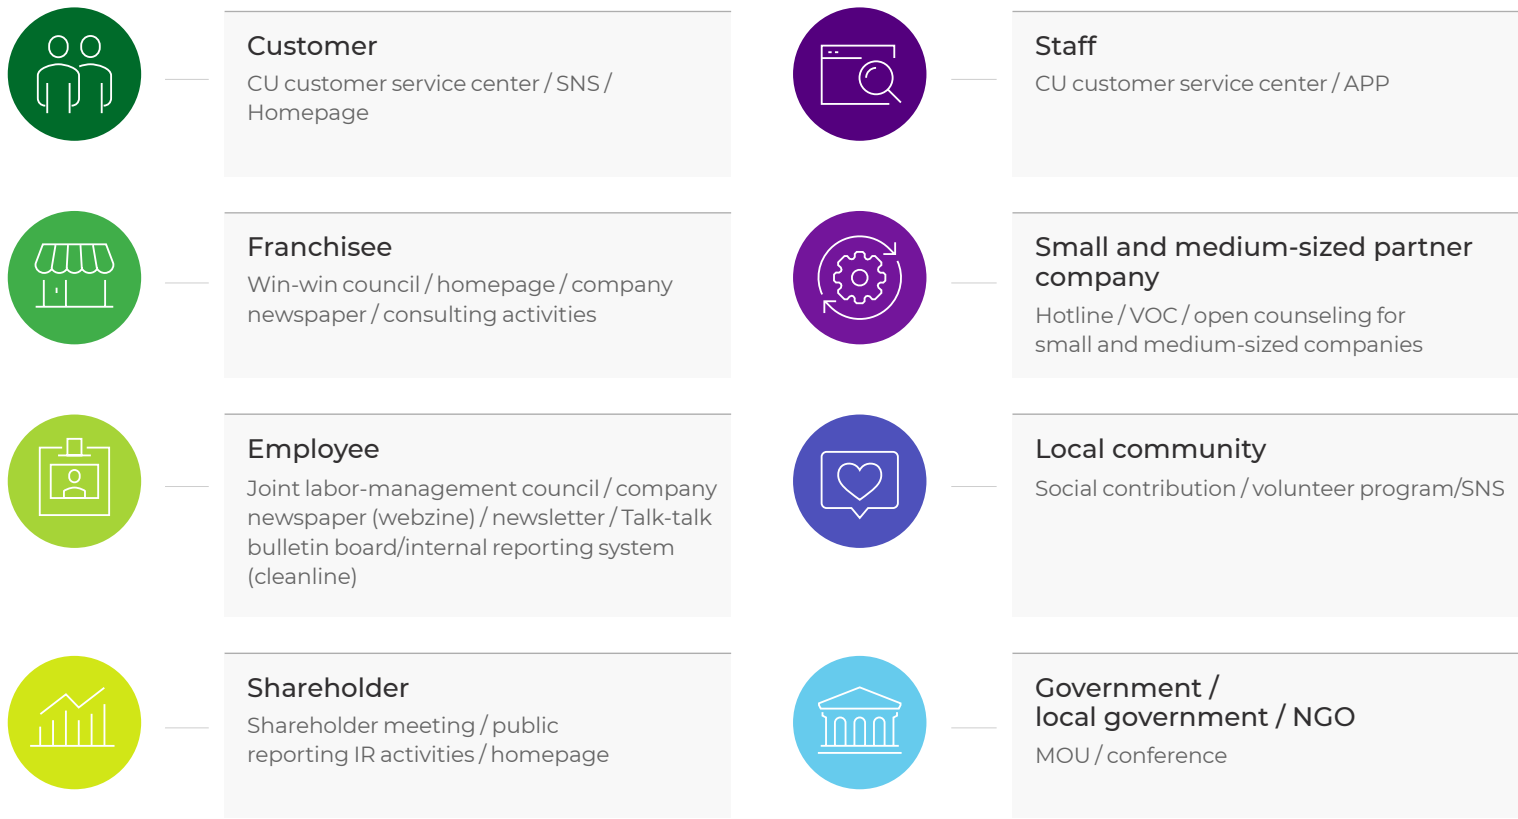 Customer
CU customer service center / SNS /
Homepage
Staff
CU customer service center / APP
Franchisee
Win-win council / homepage / company
newspaper / consulting activities
Small and medium-sized partner
company
Hotline / VOC / open counseling for
small and medium-sized companies
Employee
Joint labor-management council / company
newspaper (webzine) / newsletter / Talk-talk
bulletin board/internal reporting system
(cleanline)
Local community
Social contribution / volunteer program/SNS
Shareholder
Shareholder meeting / public
reporting IR activities / homepage
Government /
local government / NGO
MOU / conference